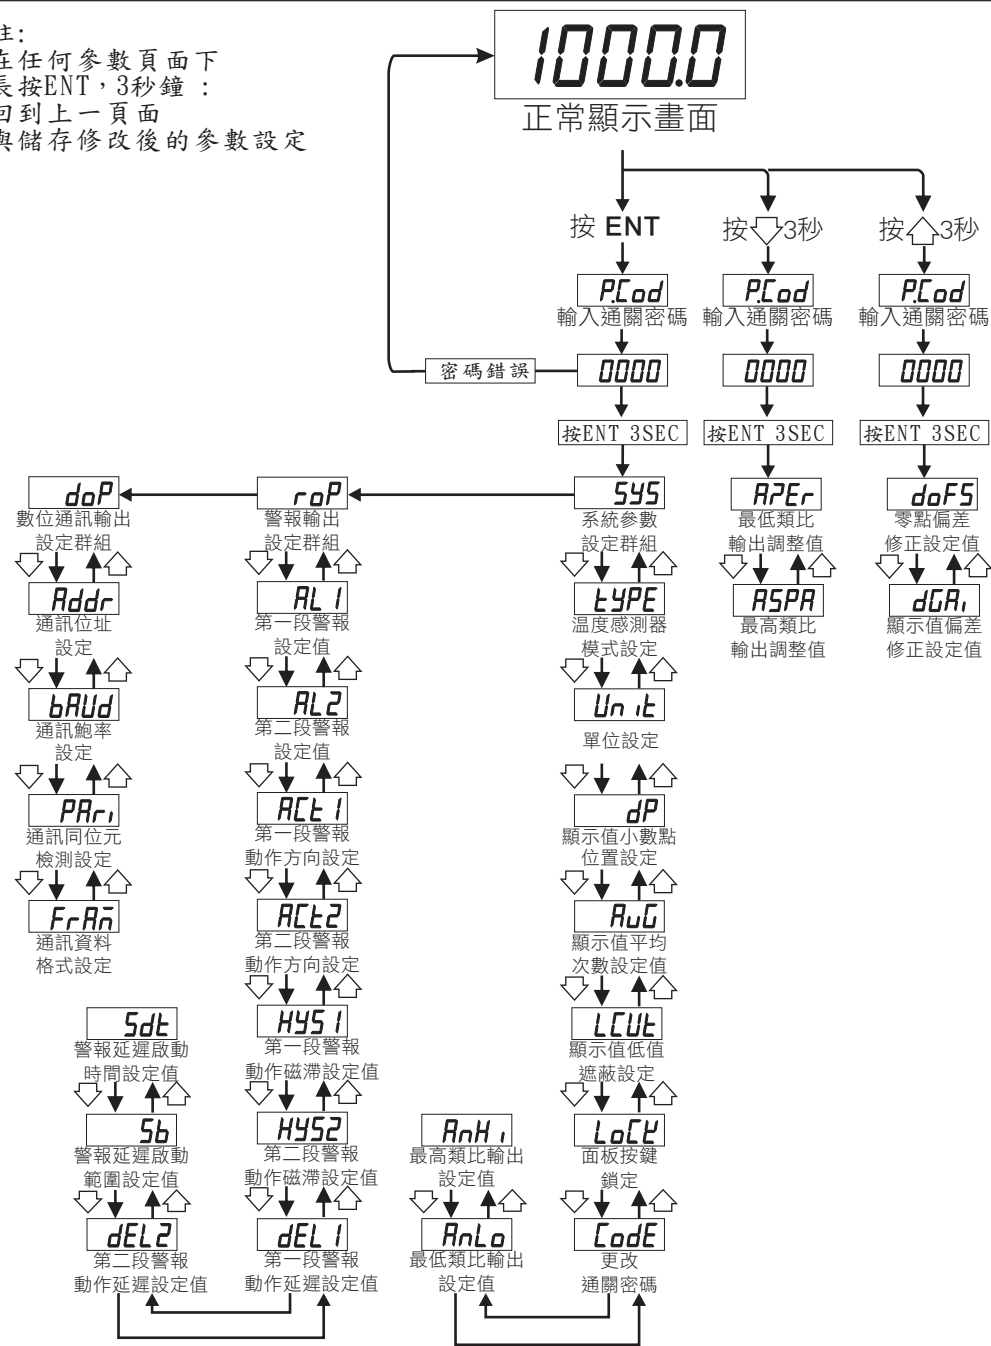 註:
在任何參數頁面下
長按ENT，3秒鐘：
回到上一頁面
與儲存修改後的參數設定
1000.0
正常顯示畫面
按 ENT
按 3秒
按 3秒
P.Cod
輸入通關密碼
P.Cod
輸入通關密碼
P.Cod
輸入通關密碼
密碼錯誤
0000
0000
0000
按ENT 3SEC
按ENT 3SEC
按ENT 3SEC
doP
數位通訊輸出
設定群組
roP
警報輸出
設定群組
SYS
系統參數
設定群組
最低類比
輸出調整值
doFS
零點偏差
修正設定值
Addr
通訊位址
設定
AL1
第一段警報
設定值
tYPE
溫度感測器
模式設定
ASPA
最高類比
輸出調整值
dGAi
顯示值偏差
修正設定值
bAUd
通訊鮑率
設定
AL2
第二段警報
設定值
Unit
單位設定
PAri
通訊同位元
檢測設定
ACt1
第一段警報
動作方向設定
dP
顯示值小數點
位置設定
FrAm
通訊資料
格式設定
ACt2
第二段警報
動作方向設定
AvG
顯示值平均
次數設定值
Sdt
警報延遲啟動
時間設定值
HYS1
第一段警報
動作磁滯設定值
LCUt
顯示值低值
遮蔽設定
Sb
警報延遲啟動
範圍設定值
HYS2
第二段警報
動作磁滯設定值
AnHi
最高類比輸出
設定值
LoCK
面板按鍵
鎖定
dEL2
第二段警報
動作延遲設定值
dEL1
第一段警報
動作延遲設定值
AnLo
最低類比輸出
設定值
CodE
更改
通關密碼